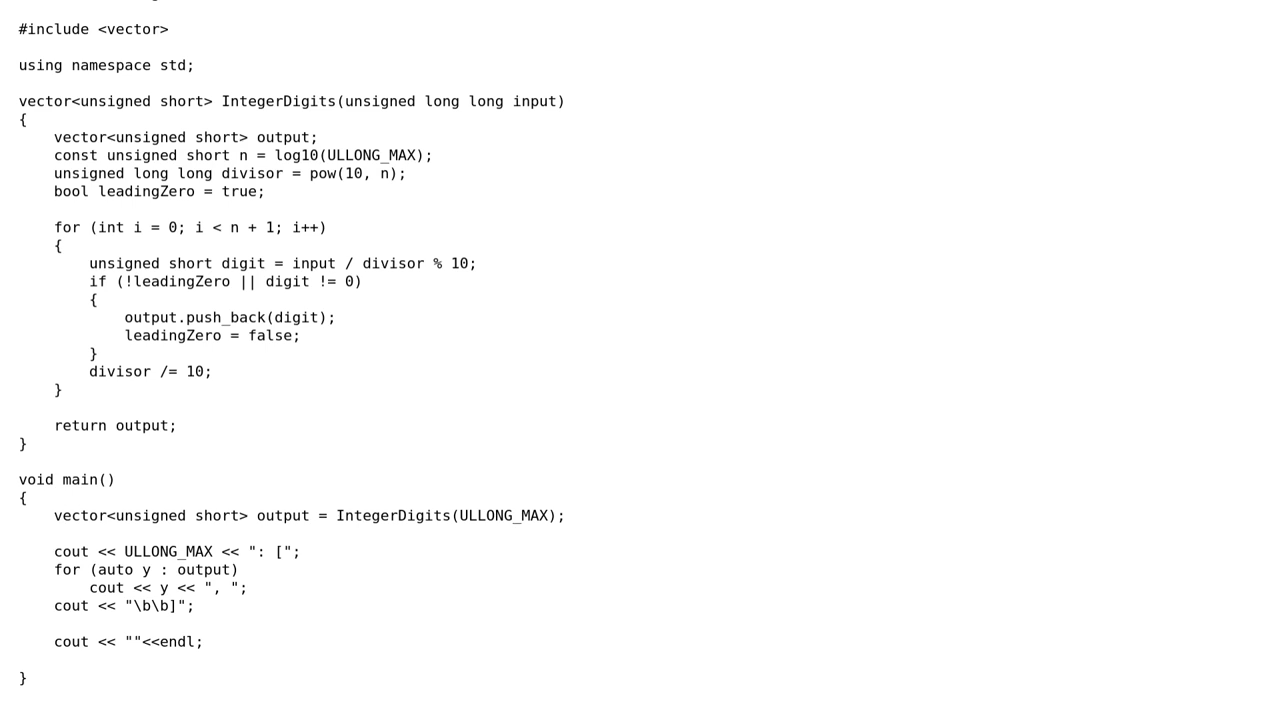 #include <vector>
using namespace std;
vector<unsigned short> IntegerDigits(unsigned long long input)
{
    vector<unsigned short> output;
    const unsigned short n = log10(ULLONG_MAX);
    unsigned long long divisor = pow(10, n);
    bool leadingZero = true;
    for (int i = 0; i < n + 1; i++)
    {
        unsigned short digit = input / divisor % 10;
        if (!leadingZero || digit != 0)
        {
            output.push_back(digit);
            leadingZero = false;
        }
        divisor /= 10;
    }
    return output;
}
void main()
{
    vector<unsigned short> output = IntegerDigits(ULLONG_MAX);
    cout << ULLONG_MAX << ": [";
    for (auto y : output)
        cout << y << ", ";
    cout << "\b\b]";
    cout << ""<<endl;
}